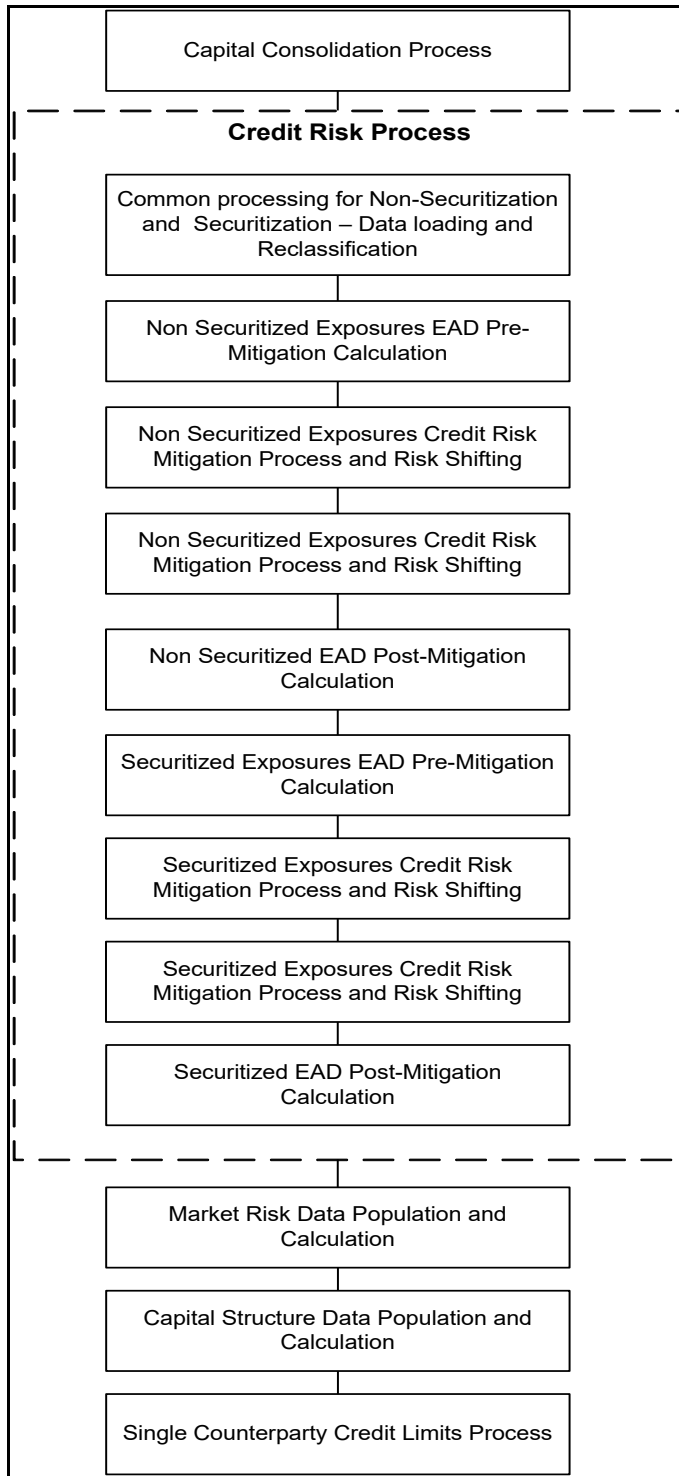 Capital Consolidation Process
Credit Risk Process
Common processing for Non-Securitization
and Securitization – Data loading and
Reclassification
Non Securitized Exposures EAD Pre-
Mitigation Calculation
Non Securitized Exposures Credit Risk
Mitigation Process and Risk Shifting
Non Securitized Exposures Credit Risk
Mitigation Process and Risk Shifting
Non Securitized EAD Post-Mitigation
Calculation
Securitized Exposures EAD Pre-Mitigation
Calculation
Securitized Exposures Credit Risk
Mitigation Process and Risk Shifting
Securitized Exposures Credit Risk
Mitigation Process and Risk Shifting
Securitized EAD Post-Mitigation
Calculation
Market Risk Data Population and
Calculation
Capital Structure Data Population and
Calculation
Single Counterparty Credit Limits Process